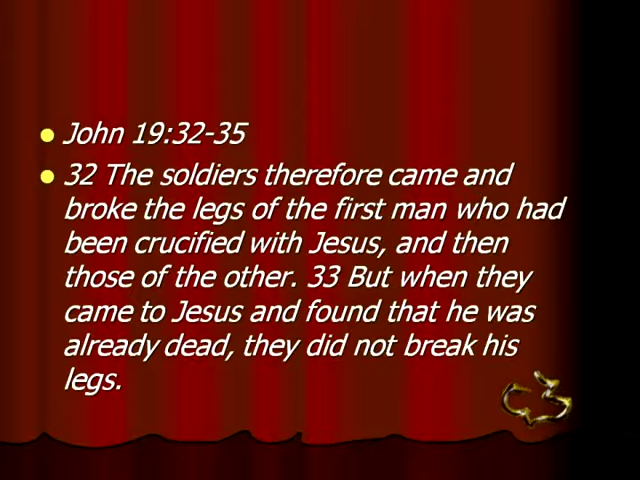 John 19:32-35
32 The soldiers therefore came and
broke the legs of the first man who had
been crucified with Jesus, and then
those of the other. 33 But when they
came to Jesus and found that he was
already dead, they did not break his
legs.
C3